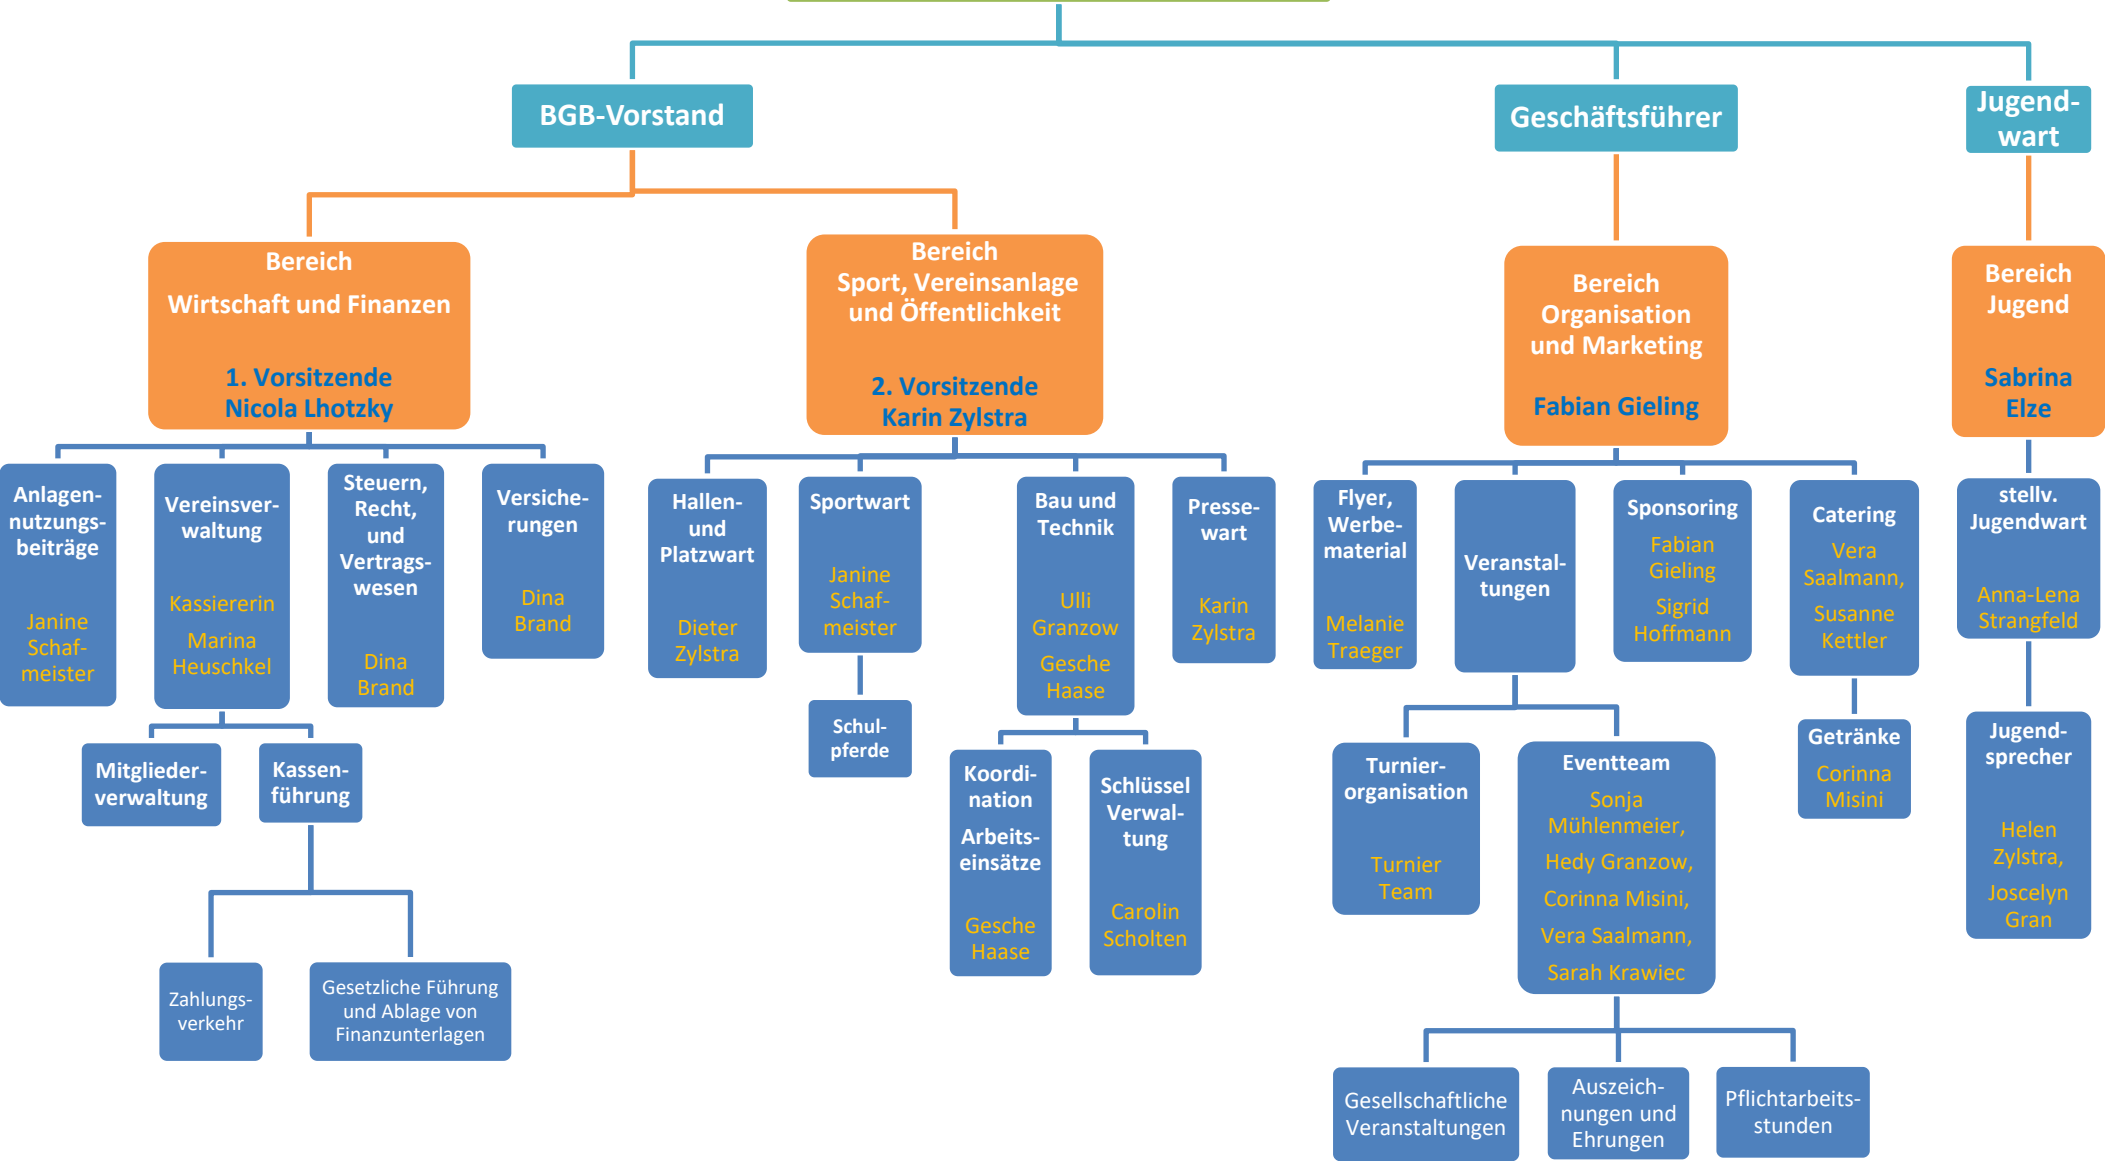 BGB-Vorstand
Geschäftsführer
Jugend-
wart
Bereich
Wirtschaft und Finanzen
1. Vorsitzende
Nicola Lhotzky
Bereich
Sport, Vereinsanlage
und Öffentlichkeit
2. Vorsitzende
Karin Zylstra
Bereich
Organisation
und Marketing
Fabian Gieling
Bereich
Jugend
Sabrina
Elze
Anlagen-
nutzungs-
beiträge
Janine
Schaf-
meister
Vereinsver-
waltung
Kassiererin
Marina
Heuschkel
Steuern,
Recht,
und
Vertrags-
wesen
Dina
Brand
Versiche-
rungen
Dina
Brand
Hallen-
und
Platzwart
Dieter
Zylstra
Sportwart
Janine
Schaf-
meister
Bau und
Technik
Ulli
Granzow
Gesche
Haase
Presse-
wart
Karin
Zylstra
Flyer,
Werbe-
material
Melanie
Traeger
Veranstal-
tungen
Sponsoring
Fabian
Gieling
Sigrid
Hoffmann
Catering
Vera
Saalmann,
Susanne
Kettler
stellv.
Jugendwart
Anna-Lena
Strangfeld
Mitglieder-
verwaltung
Kassen-
führung
Schul-
pferde
Koordi-
nation
Arbeits-
einsätze
Gesche
Haase
Schlüssel
Verwal-
tung
Carolin
Scholten
Turnier-
organisation
Turnier
Team
Eventteam
Sonja
Mühlenmeier,
Hedy Granzow,
Corinna Misini,
Vera Saalmann,
Sarah Krawiec
Getränke
Corinna
Misini
Jugend-
sprecher
Helen
Zylstra,
Joscelyn
Gran
Zahlungs-
verkehr
Gesetzliche Führung
und Ablage von
Finanzunterlagen
Gesellschaftliche
Veranstaltungen
Auszeich-
nungen und
Ehrungen
Pflichtarbeits-
stunden